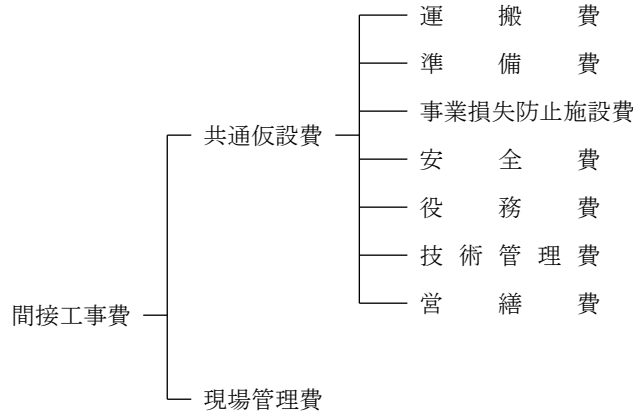 運搬費
準備費
事業損失防止施設費
共通仮設費
安全費
役務費
技術管理費
間接工事費
営繕費
現場管理費